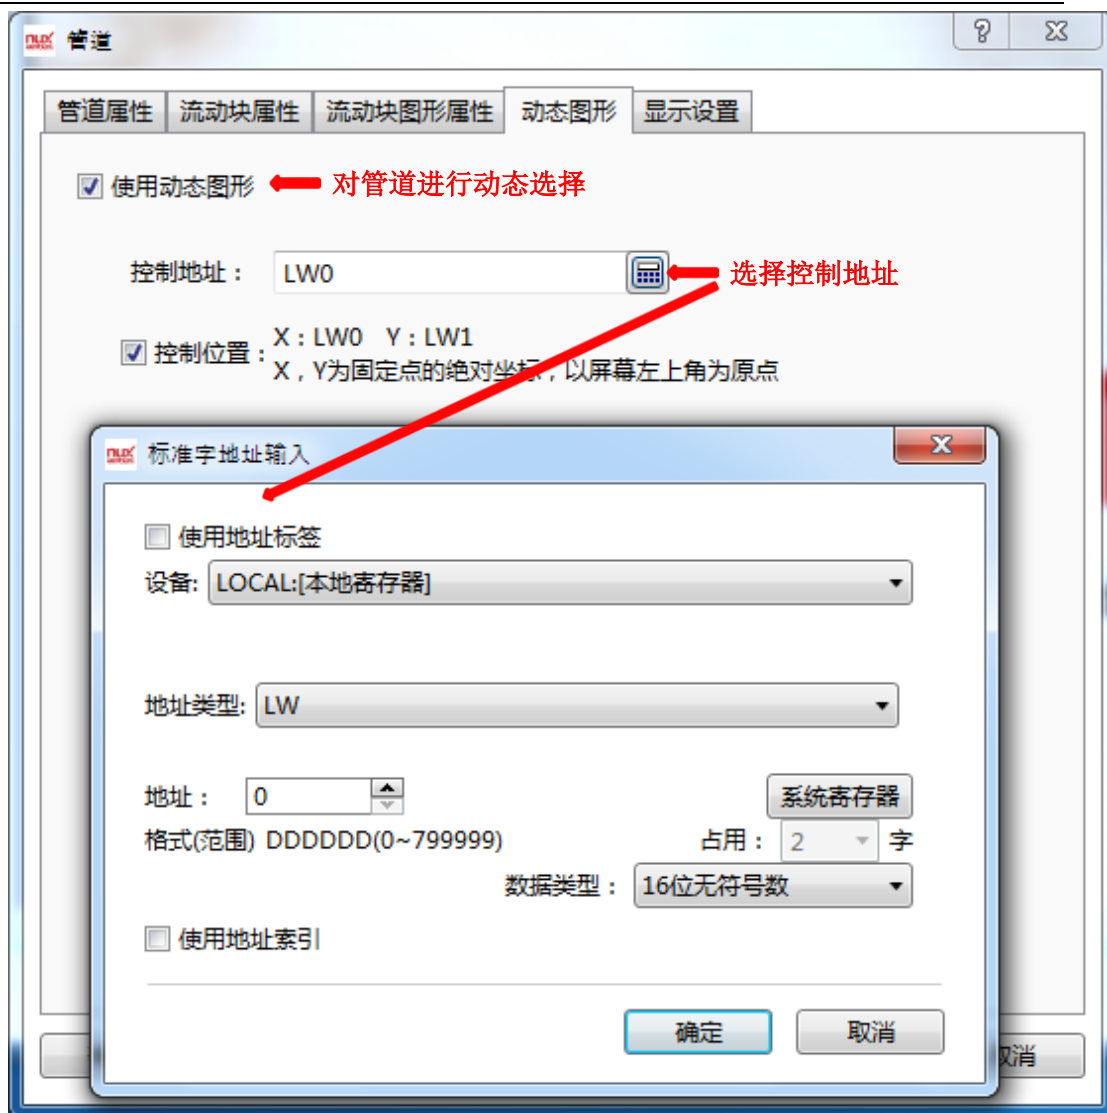 nux 管道
管道属性 流动块属性 流动块图形属性 动态图形 显示设置
使用动态图形 对管道进行动态选择
控制地址： LW0 选择控制地址
控制位置： X：LW0 Y：LW1
X，Y为固定点的绝对坐标，以屏幕左上角为原点
nux 标准字地址输入
使用地址标签
设备: LOCAL:[本地寄存器]
地址类型: LW
地址： 0 系统寄存器
格式(范围) DDDDDD(0~799999) 占用： 2 字
数据类型： 16位无符号数
使用地址索引
确定 取消
取消